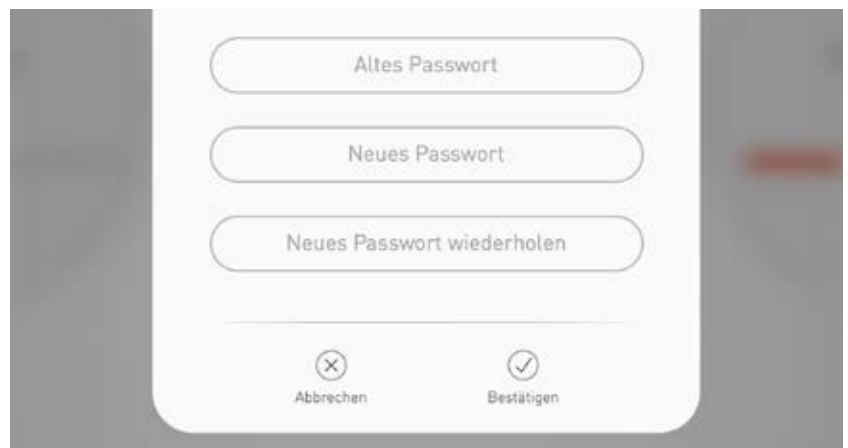 Altes Passwort
Neues Passwort
Neues Passwort wiederholen
Abbrechen
Bestätigen